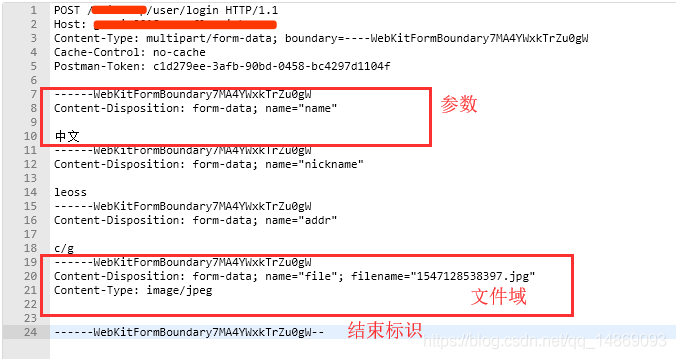 1 POST /user/login HTTP/1.1
2 Host:
3 Content-Type: multipart/form-data; boundary=----WebKitFormBoundary7MA4YWxkTrZu0gW
4 Cache-Control: no-cache
5 Postman-Token: c1d279ee-3afb-90bd-0458-bc4297d1104f
6
7 ------WebKitFormBoundary7MA4YWxkTrZu0gW
8 Content-Disposition: form-data; name="name"
参数
9
10 中文
11 ------WebKitFormBoundary7MA4YWxkTrZu0gW
12 Content-Disposition: form-data; name="nickname"
13
14 leoss
15 ------WebKitFormBoundary7MA4YWxkTrZu0gW
16 Content-Disposition: form-data; name="addr"
17
18 c/g
19 ------WebKitFormBoundary7MA4YWxkTrZu0gW
20 Content-Disposition: form-data; name="file"; filename="1547128538397.jpg"
21 Content-Type: image/jpeg
文件域
22
23
24 ------WebKitFormBoundary7MA4YWxkTrZu0gW--
结束标识
https://blog.csdn.net/qq_14869093